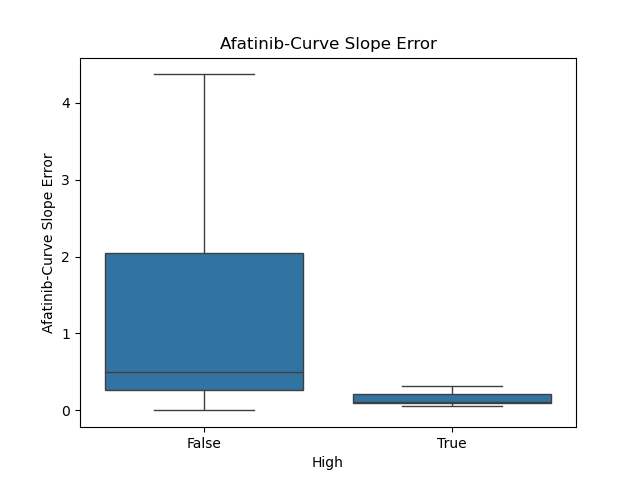 Afatinib-Curve Slope Error
Afatinib-Curve Slope Error
4
3
2
1
0
False
True
High